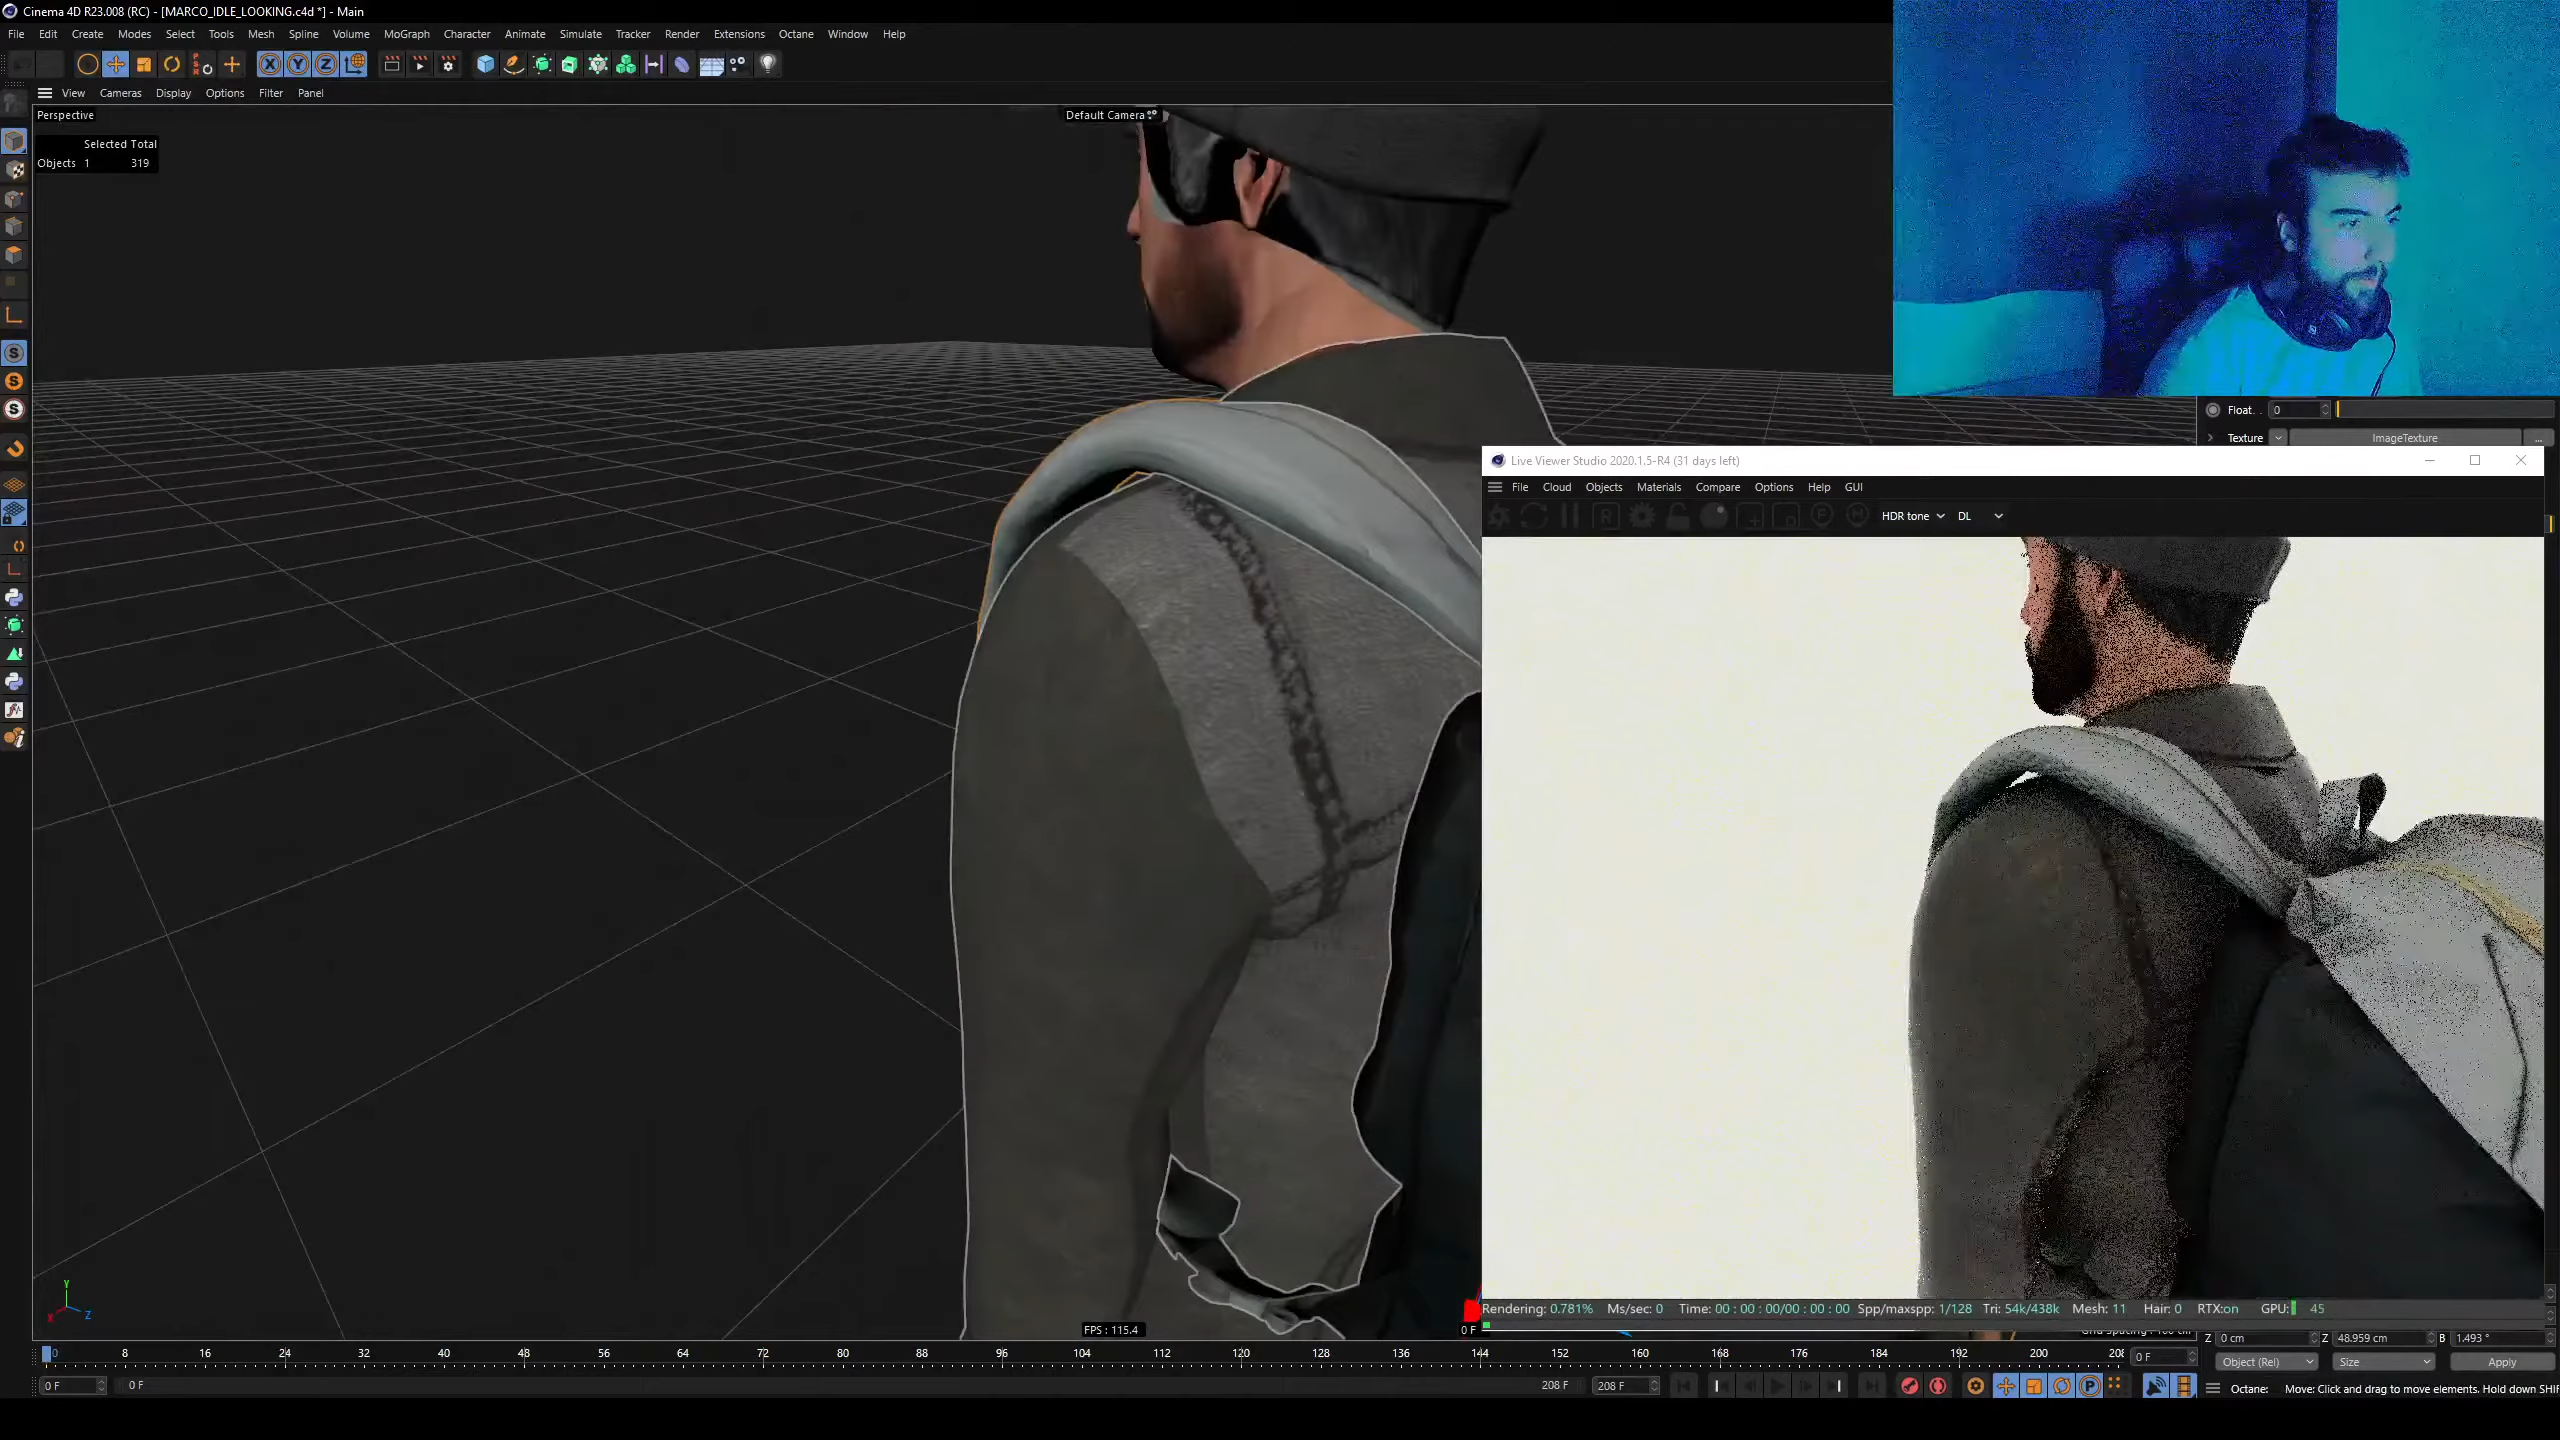 Cinema 4D R23.008 (RC) - [MARCO_IDLE_LOOKING.c4d *] - Main
File Edit Create Modes Select Tools Mesh Spline Volume MoGraph Character Animate Simulate Tracker Render Extensions Octane Window Help
View Cameras Display Options Filter Panel
Perspective
Default Camera
Selected Total
Objects 1 319
Float. . 0
Texture ImageTexture ...
Live Viewer Studio 2020.1.5-R4 (31 days left)
File Cloud Objects Materials Compare Options Help GUI
HDR tone DL
Rendering: 0.781% Ms/sec: 0 Time: 00 : 00 : 00/00 : 00 : 00 Spp/maxspp: 1/128 Tri: 54k/438k Mesh: 11 Hair: 0 RTX:on GPU: 45
FPS : 115.4
0 F
Z 0 cm Z 48.959 cm B 1.493 °
0 8 16 24 32 40 48 56 64 72 80 88 96 104 112 120 128 136 144 152 160 168 176 184 192 200 208 0 F
Object (Rel) Size Apply
0 F 0 F 208 F 208 F
Octane: Move: Click and drag to move elements. Hold down SHIF